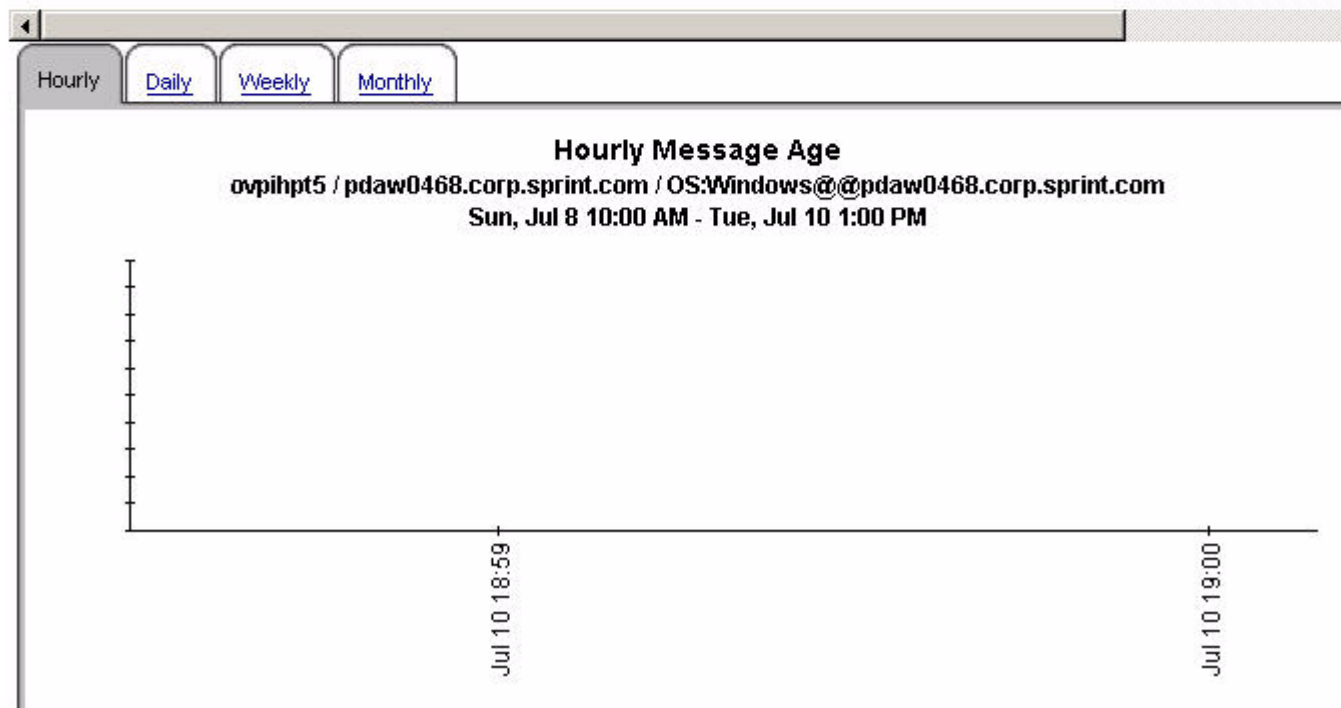 Hourly Daily Weekly Monthly
Hourly Message Age
ovpihpt5 / pdaw0468.corp.sprint.com / OS:Windows@@pdaw0468.corp.sprint.com
Sun, Jul 8 10:00 AM - Tue, Jul 10 1:00 PM
Jul 10 18:59
Jul 10 19:00